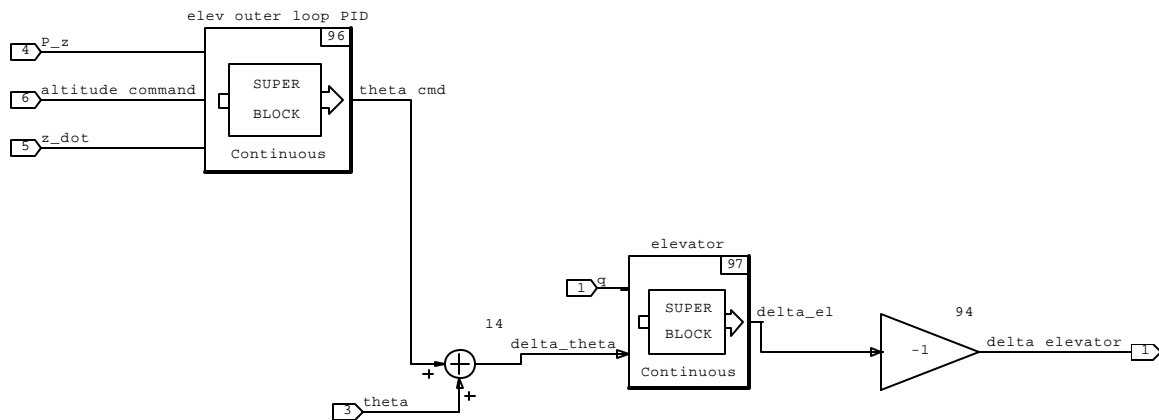 elev outer loop PID
96
4 P_z
6 altitude command
5 z_dot
SUPER
BLOCK
Continuous
theta cmd
elevator
97
1 q
SUPER
BLOCK
Continuous
14
delta_theta
delta_el
94
-1
delta elevator 1
+
+
3 theta